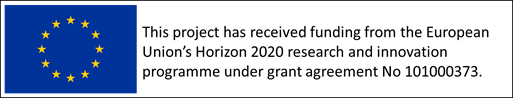 This project has received funding from the European
Union’s Horizon 2020 research and innovation
programme under grant agreement No 101000373.